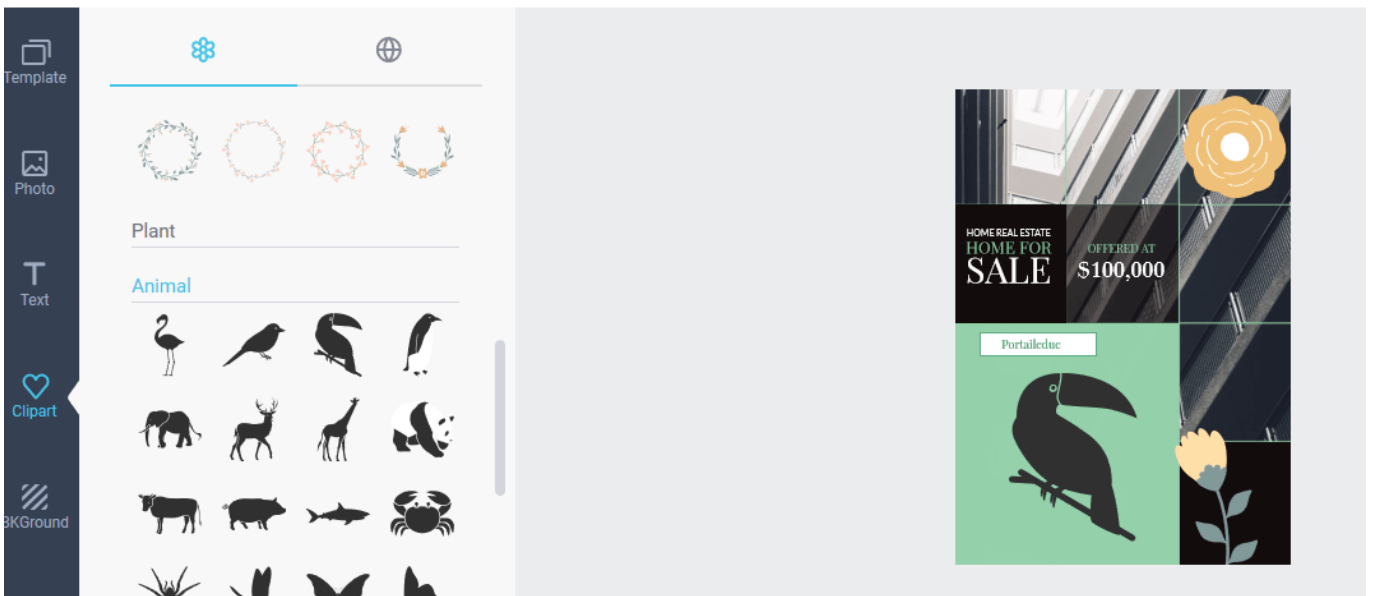 Template
Photo
Text
Clipart
BKGround
Plant
Animal
HOME REAL ESTATE
HOME FOR
SALE
OFFERED AT
$100,000
Portaileduc